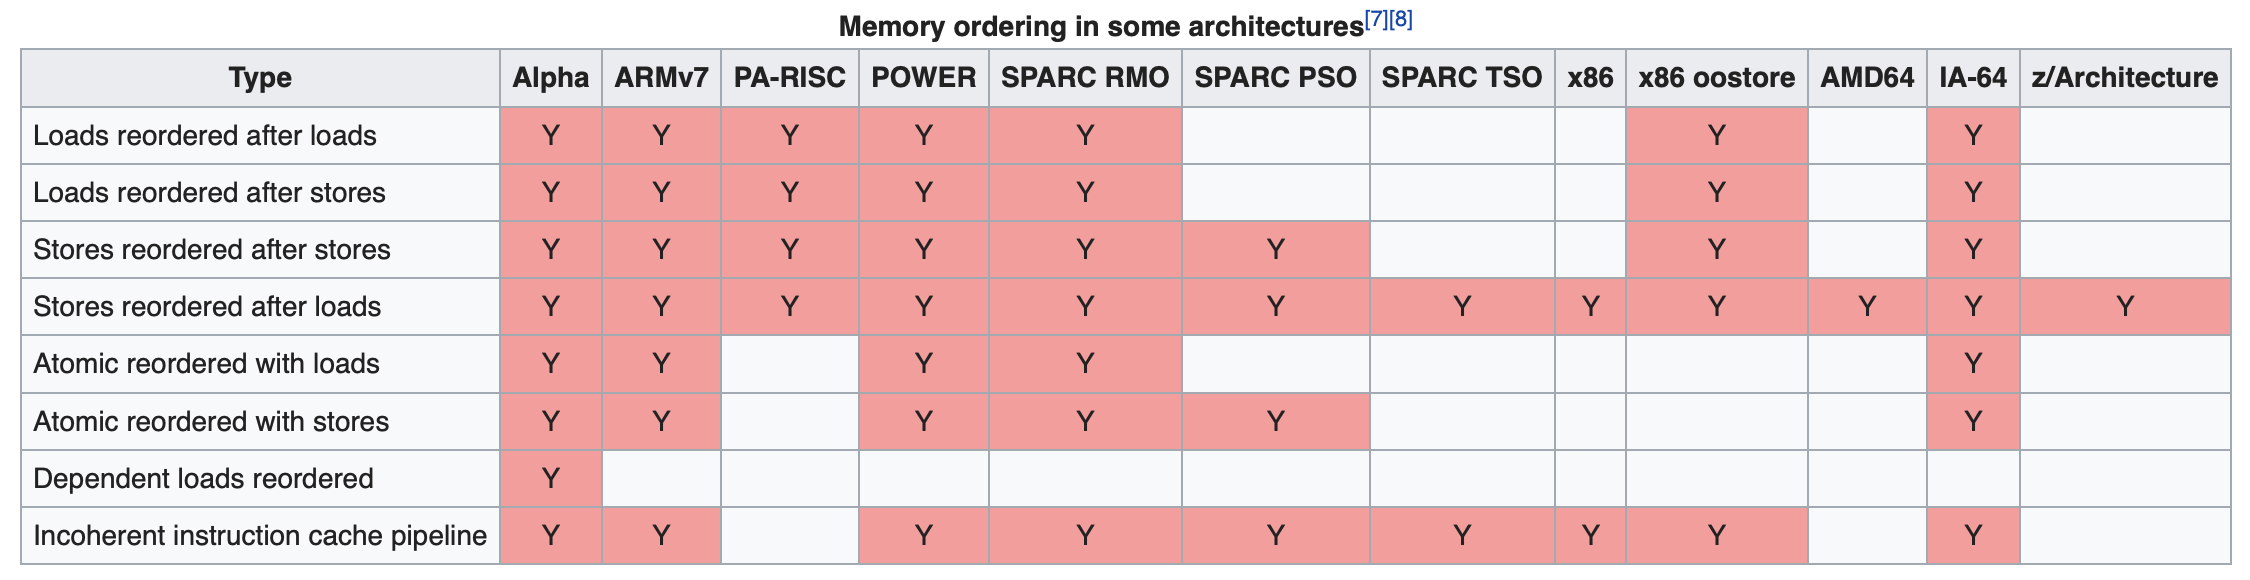 Memory ordering in some architectures[7][8]
Type Alpha ARMv7 PA-RISC POWER SPARC RMO SPARC PSO SPARC TSO x86 x86 oostore AMD64 IA-64 z/Architecture
Loads reordered after loads Y Y Y Y Y Y Y
Loads reordered after stores Y Y Y Y Y Y Y
Stores reordered after stores Y Y Y Y Y Y Y Y
Stores reordered after loads Y Y Y Y Y Y Y Y Y Y Y Y
Atomic reordered with loads Y Y Y Y Y
Atomic reordered with stores Y Y Y Y Y Y
Dependent loads reordered Y
Incoherent instruction cache pipeline Y Y Y Y Y Y Y Y Y